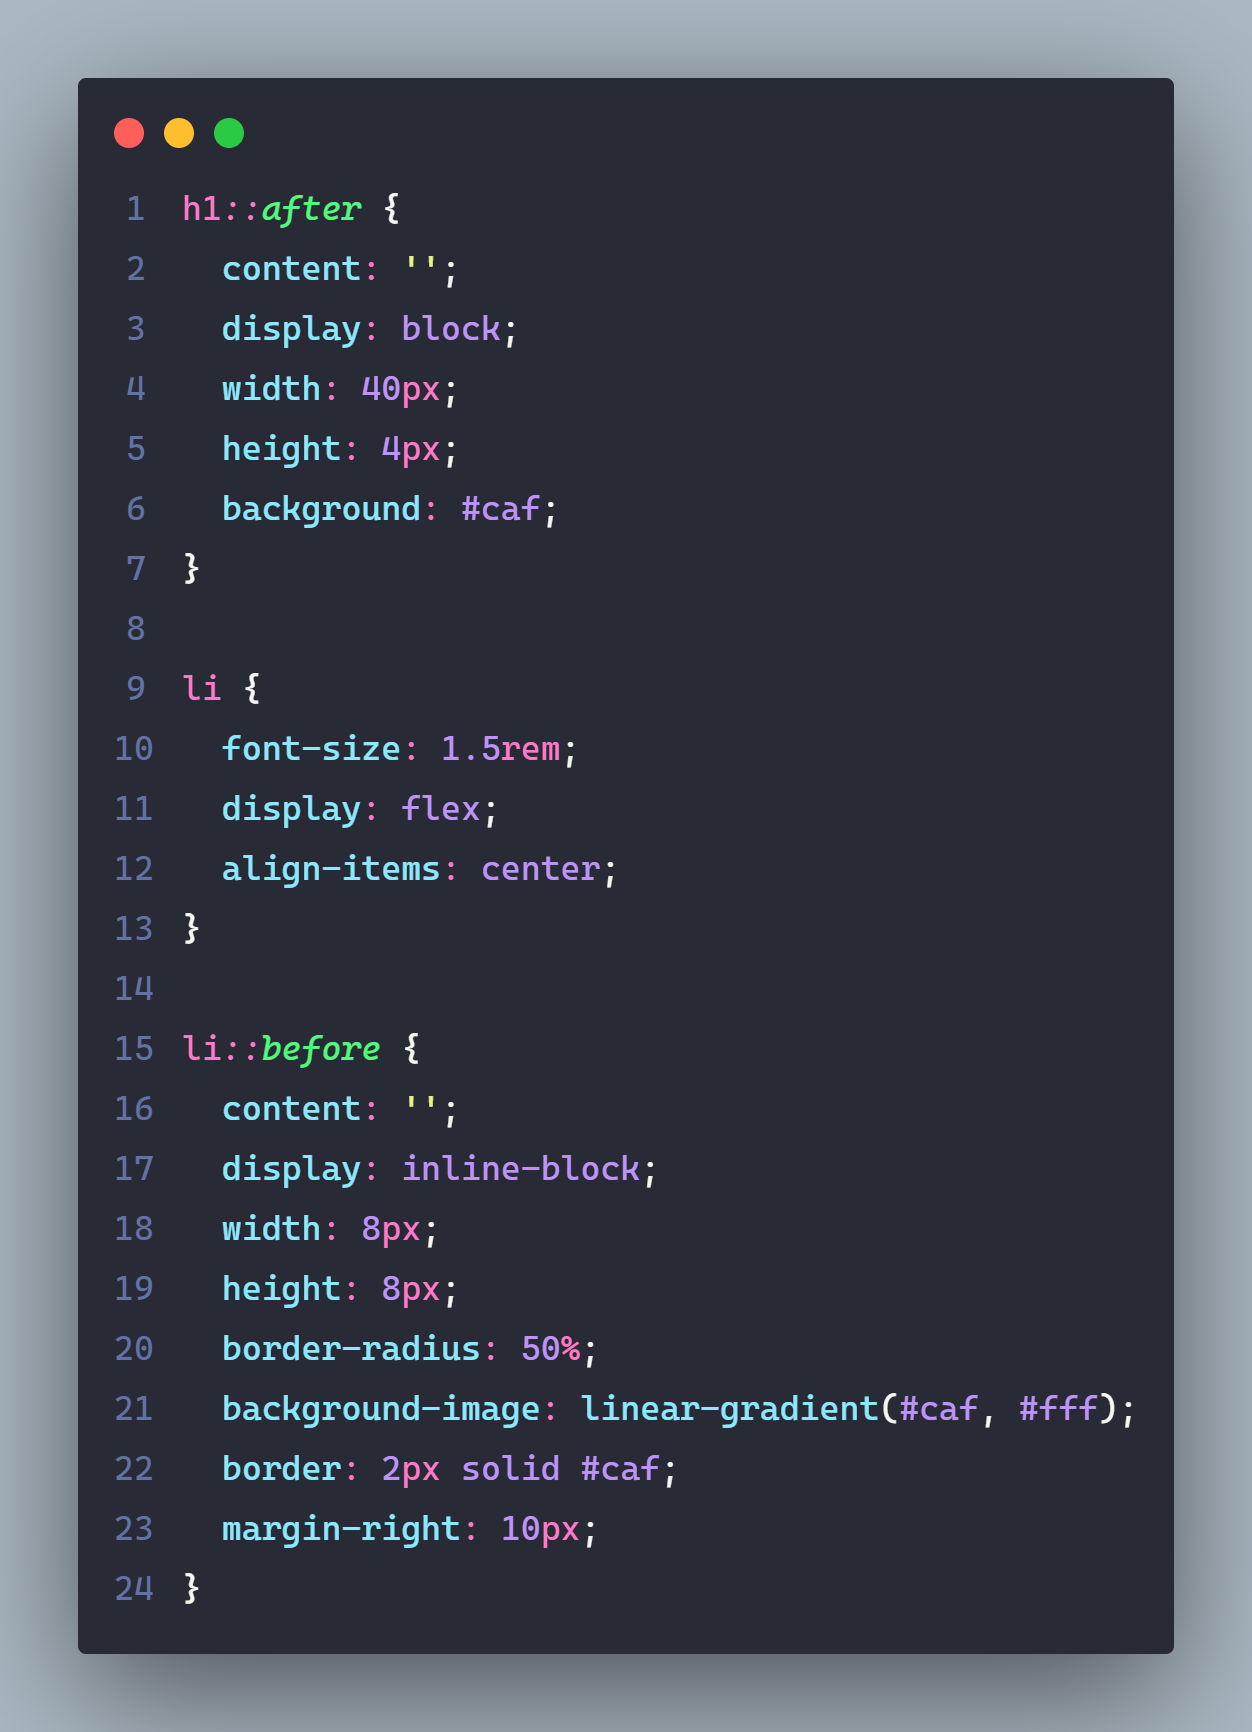 1 h1::after {
2 content: '';
3 display: block;
4 width: 40px;
5 height: 4px;
6 background: #caf;
7 }
8
9 li {
10 font-size: 1.5rem;
11 display: flex;
12 align-items: center;
13 }
14
15 li::before {
16 content: '';
17 display: inline-block;
18 width: 8px;
19 height: 8px;
20 border-radius: 50%;
21 background-image: linear-gradient(#caf, #fff);
22 border: 2px solid #caf;
23 margin-right: 10px;
24 }